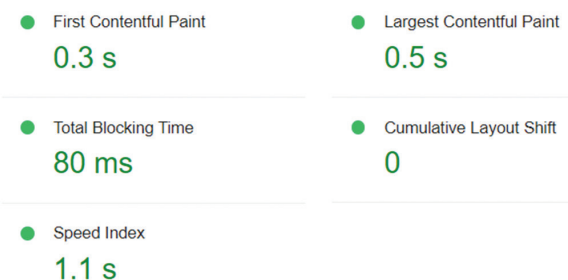 First Contentful Paint
0.3 s
Largest Contentful Paint
0.5 s
Total Blocking Time
80 ms
Cumulative Layout Shift
0
Speed Index
1.1 s